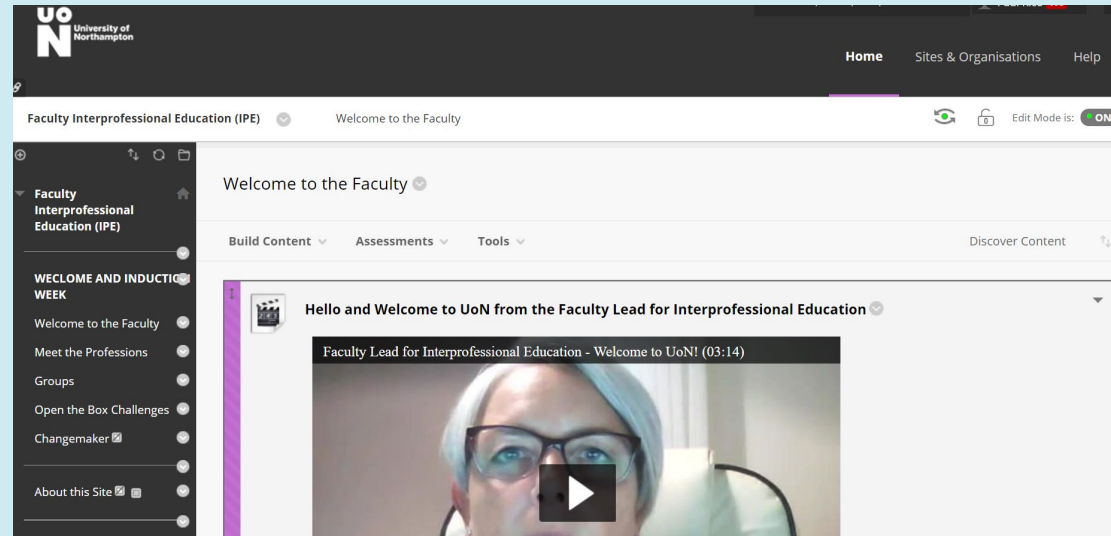 UON
University of
Northampton
Home Sites & Organisations Help
Faculty Interprofessional Education (IPE) Welcome to the Faculty Edit Mode is: ON
Faculty
Interprofessional
Education (IPE)
WECLOME AND INDUCTION
WEEK
Welcome to the Faculty
Meet the Professions
Groups
Open the Box Challenges
Changemaker
About this Site
Welcome to the Faculty
Build Content Assessments Tools Discover Content
Hello and Welcome to UoN from the Faculty Lead for Interprofessional Education
Faculty Lead for Interprofessional Education - Welcome to UoN! (03:14)